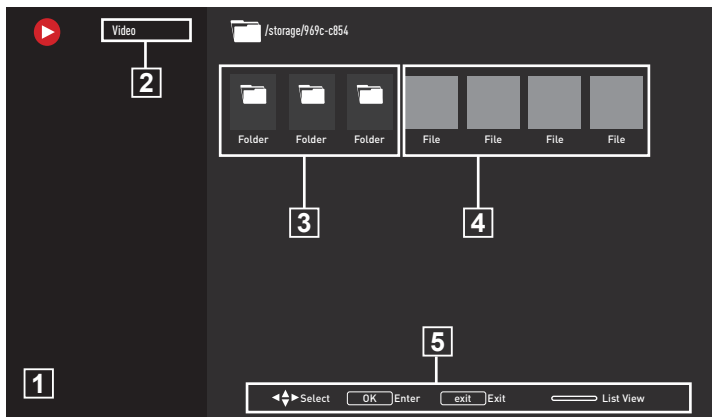 Video
/storage/969c-c854
2
Folder Folder Folder File File File File
3 4
5
1
Select OK Enter exit Exit List View